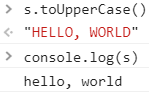 > s.toUpperCase()
<· "HELLO, WORLD"
> console.log(s)
hello, world